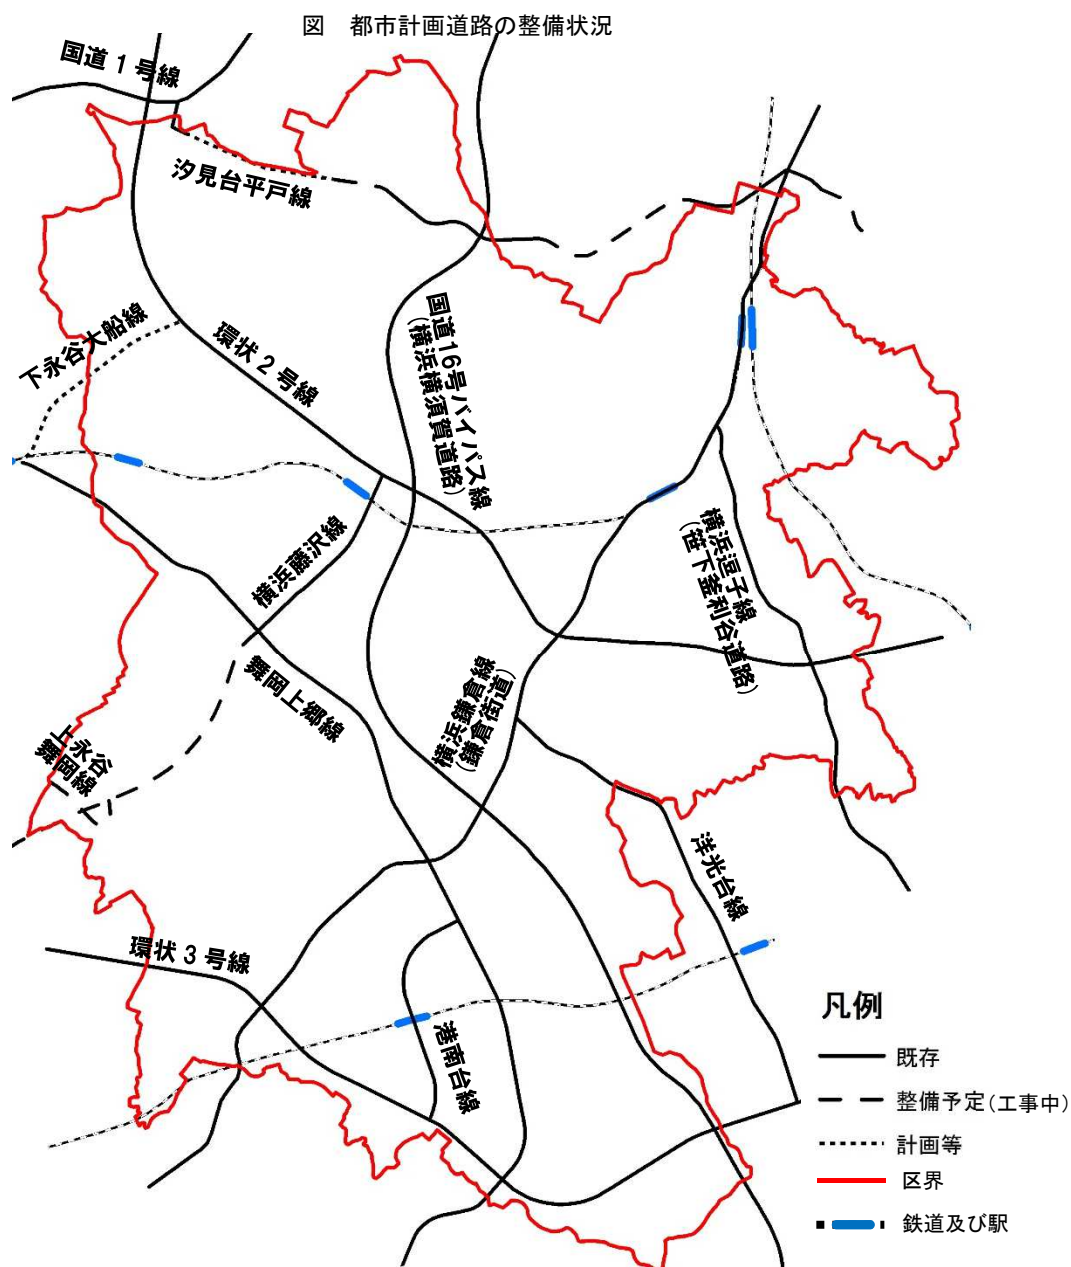 図 都市計画道路の整備状況
国道1号線
汐見台平戸線
下永谷大船線
環状2号線
国道16号バイパス線
(横浜横須賀道路)
横浜藤沢線
横浜逗子線
(笹下釜利谷道路)
舞岡上郷線
横浜鎌倉線
(鎌倉街道)
上永谷
舞岡線
洋光台線
環状3号線
港南台線
凡例
既存
整備予定(工事中)
計画等
区界
鉄道及び駅